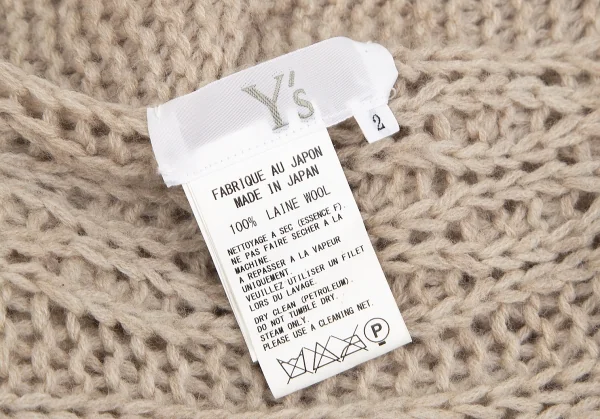 Y's
2
FABRIQUE AU JAPON
MADE IN JAPAN
100% LAINE WOOL
NETTOYAGE A SEC (ESSENCE F).
NE PAS FAIRE SECHER A LA
MACHINE.
A REPASSER A LA VAPEUR
UNIQUEMENT.
VEUILLEZ UTILISER UN FILET
LORS DU LAVAGE.
DRY CLEAN (PETROLEUM).
DO NOT TUMBLE DRY.
STEAM ONLY.
PLEASE USE A CLEANING NET.
P